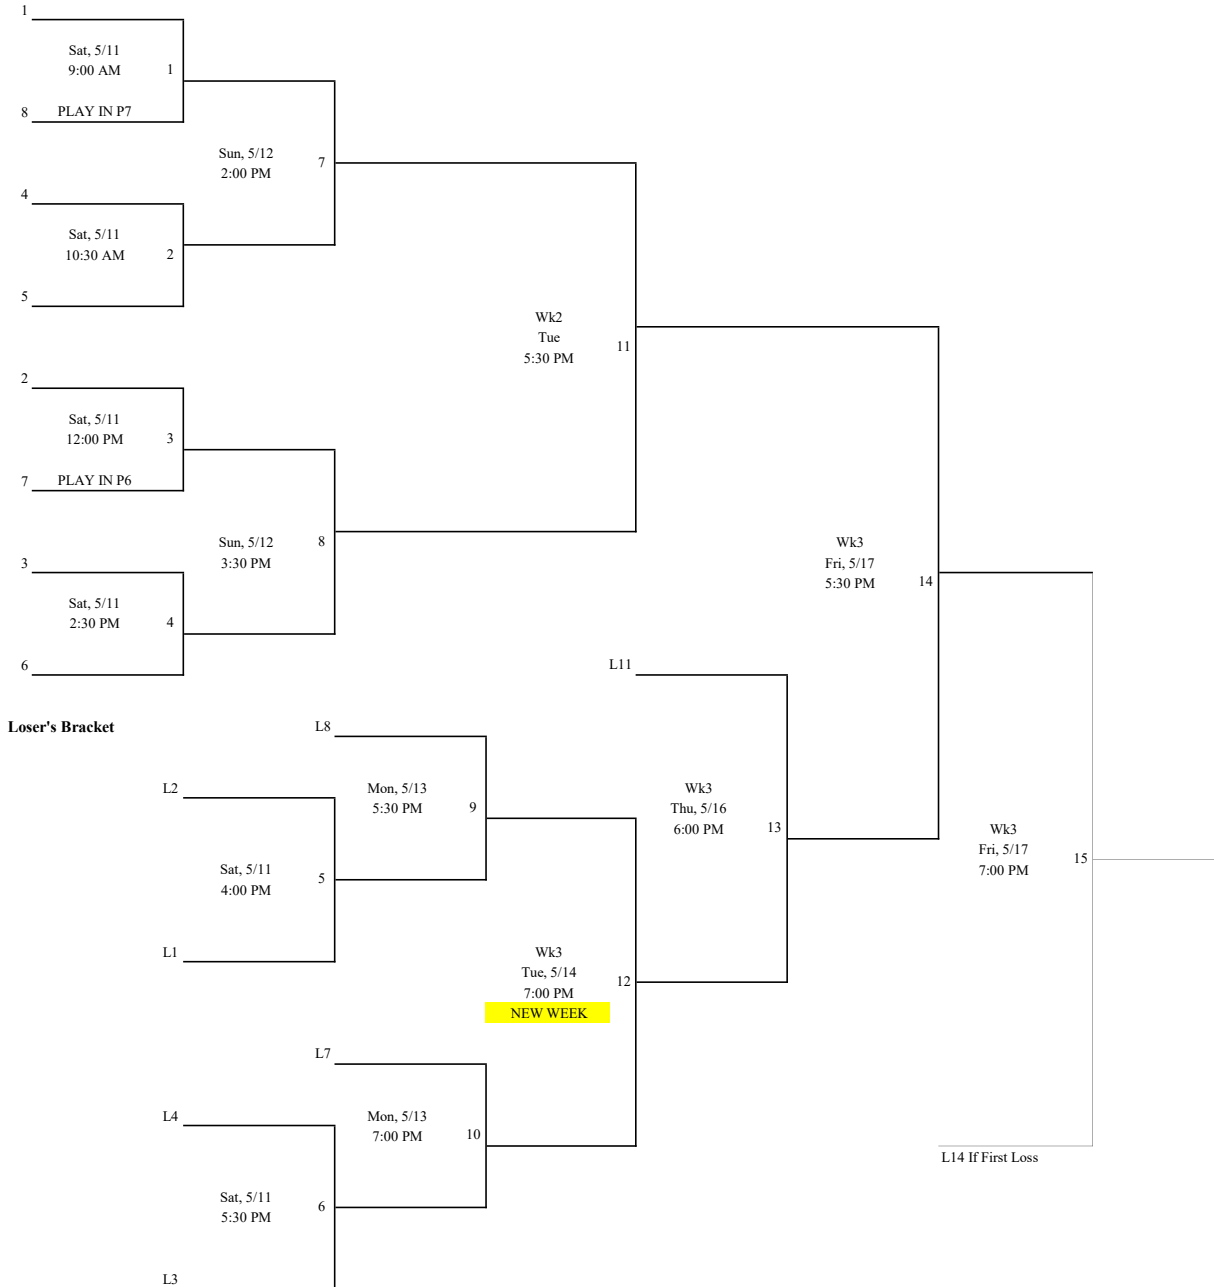 1
Sat, 5/11
9:00 AM
1
8 PLAY IN P7
Sun, 5/12
2:00 PM
7
4
Sat, 5/11
10:30 AM
2
5
Wk2
Tue
5:30 PM
11
2
Sat, 5/11
12:00 PM
3
7 PLAY IN P6
Sun, 5/12
3:30 PM
8
Wk3
Fri, 5/17
5:30 PM
14
3
Sat, 5/11
2:30 PM
4
6
L11
Loser's Bracket
L8
L2
Mon, 5/13
5:30 PM
9
Wk3
Thu, 5/16
6:00 PM
13
Wk3
Fri, 5/17
7:00 PM
15
Sat, 5/11
4:00 PM
5
L1
Wk3
Tue, 5/14
7:00 PM
12
NEW WEEK
L7
L4
Mon, 5/13
7:00 PM
10
L14 If First Loss
Sat, 5/11
5:30 PM
6
L3